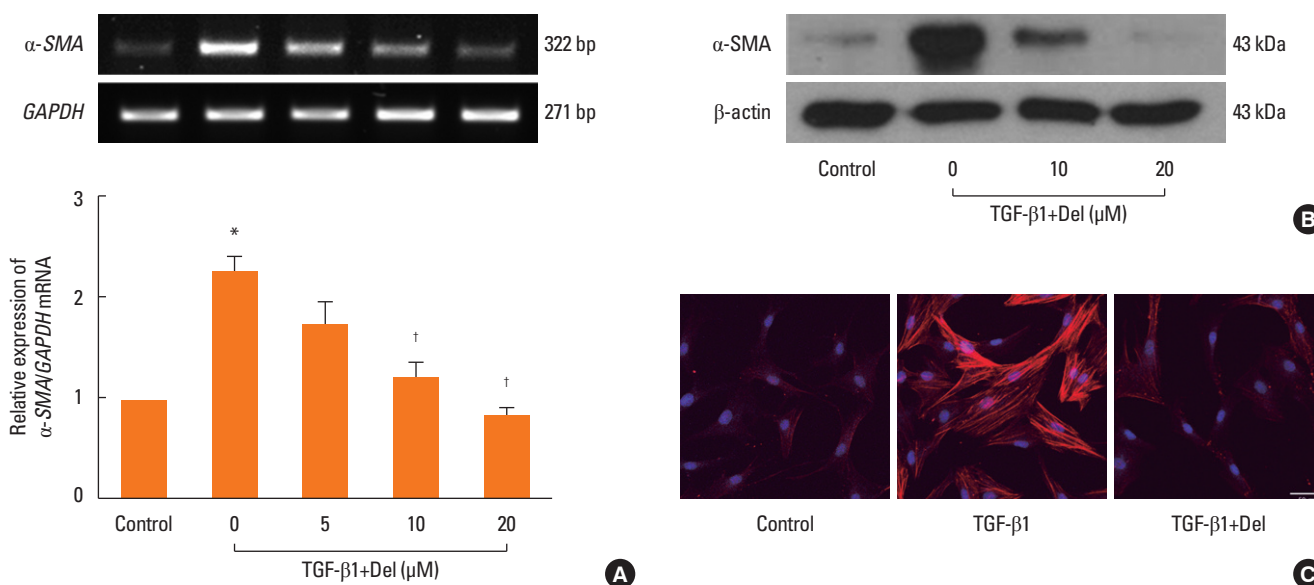 α-SMA
322 bp
GAPDH
271 bp
Relative expression of
α-SMA/GAPDH mRNA
3
2
1
0
*
†
†
Control 0 5 10 20
TGF-β1+Del (μM)
A
α-SMA
43 kDa
β-actin
43 kDa
Control 0 10 20
TGF-β1+Del (μM)
B
Control TGF-β1 TGF-β1+Del
C